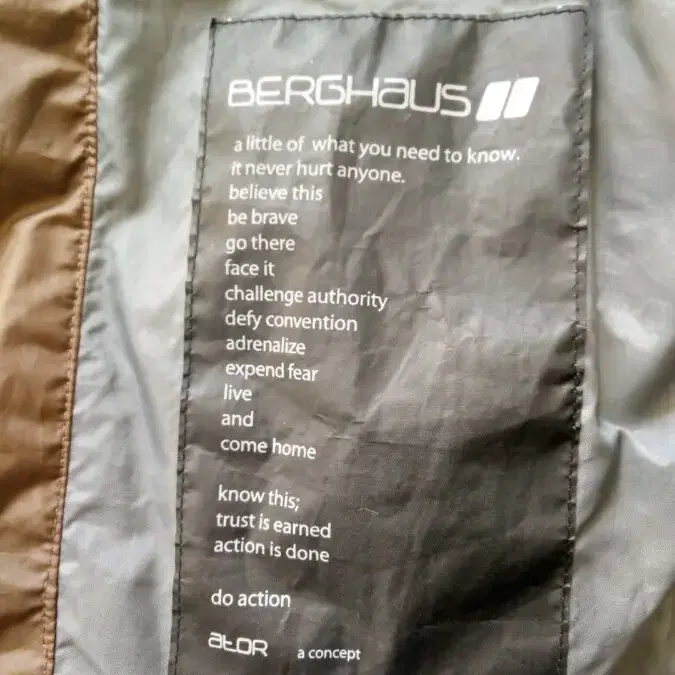 BERGHAUS
a little of what you need to know.
it never hurt anyone.
believe this
be brave
go there
face it
challenge authority
defy convention
adrenalize
expend fear
live
and
come home
know this;
trust is earned
action is done
do action
atOR a concept